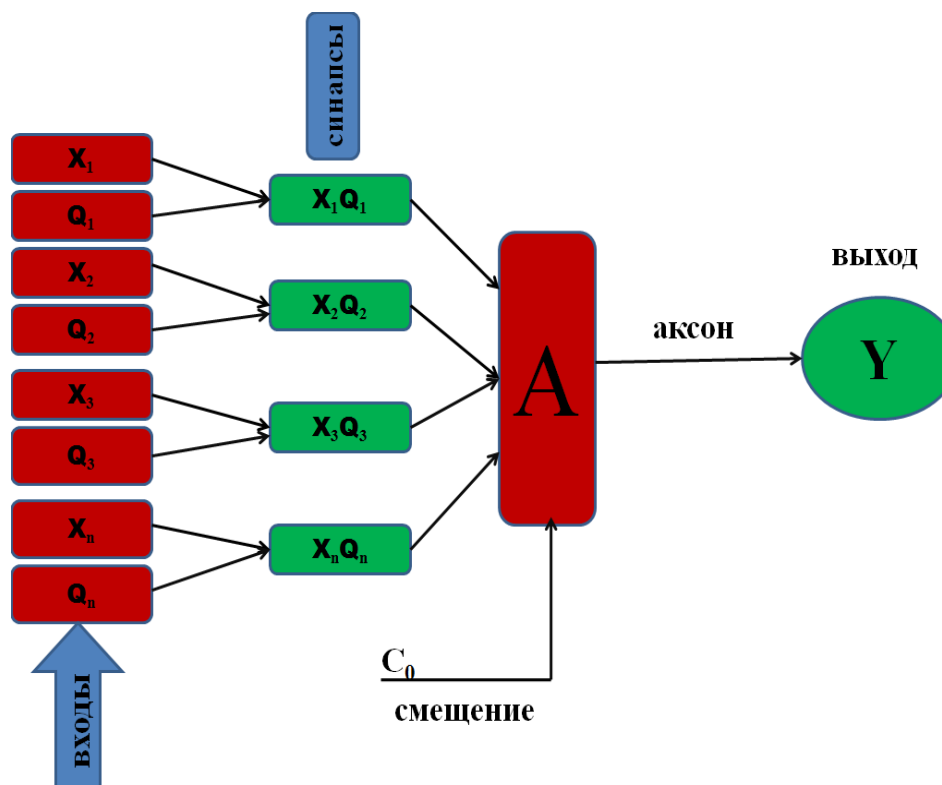 синапсы
X₁
Q₁
X₁Q₁
X₂
Q₂
X₂Q₂
X₃
Q₃
X₃Q₃
Xₙ
Qₙ
XₙQₙ
A
аксон
выход
Y
C₀
смещение
входы